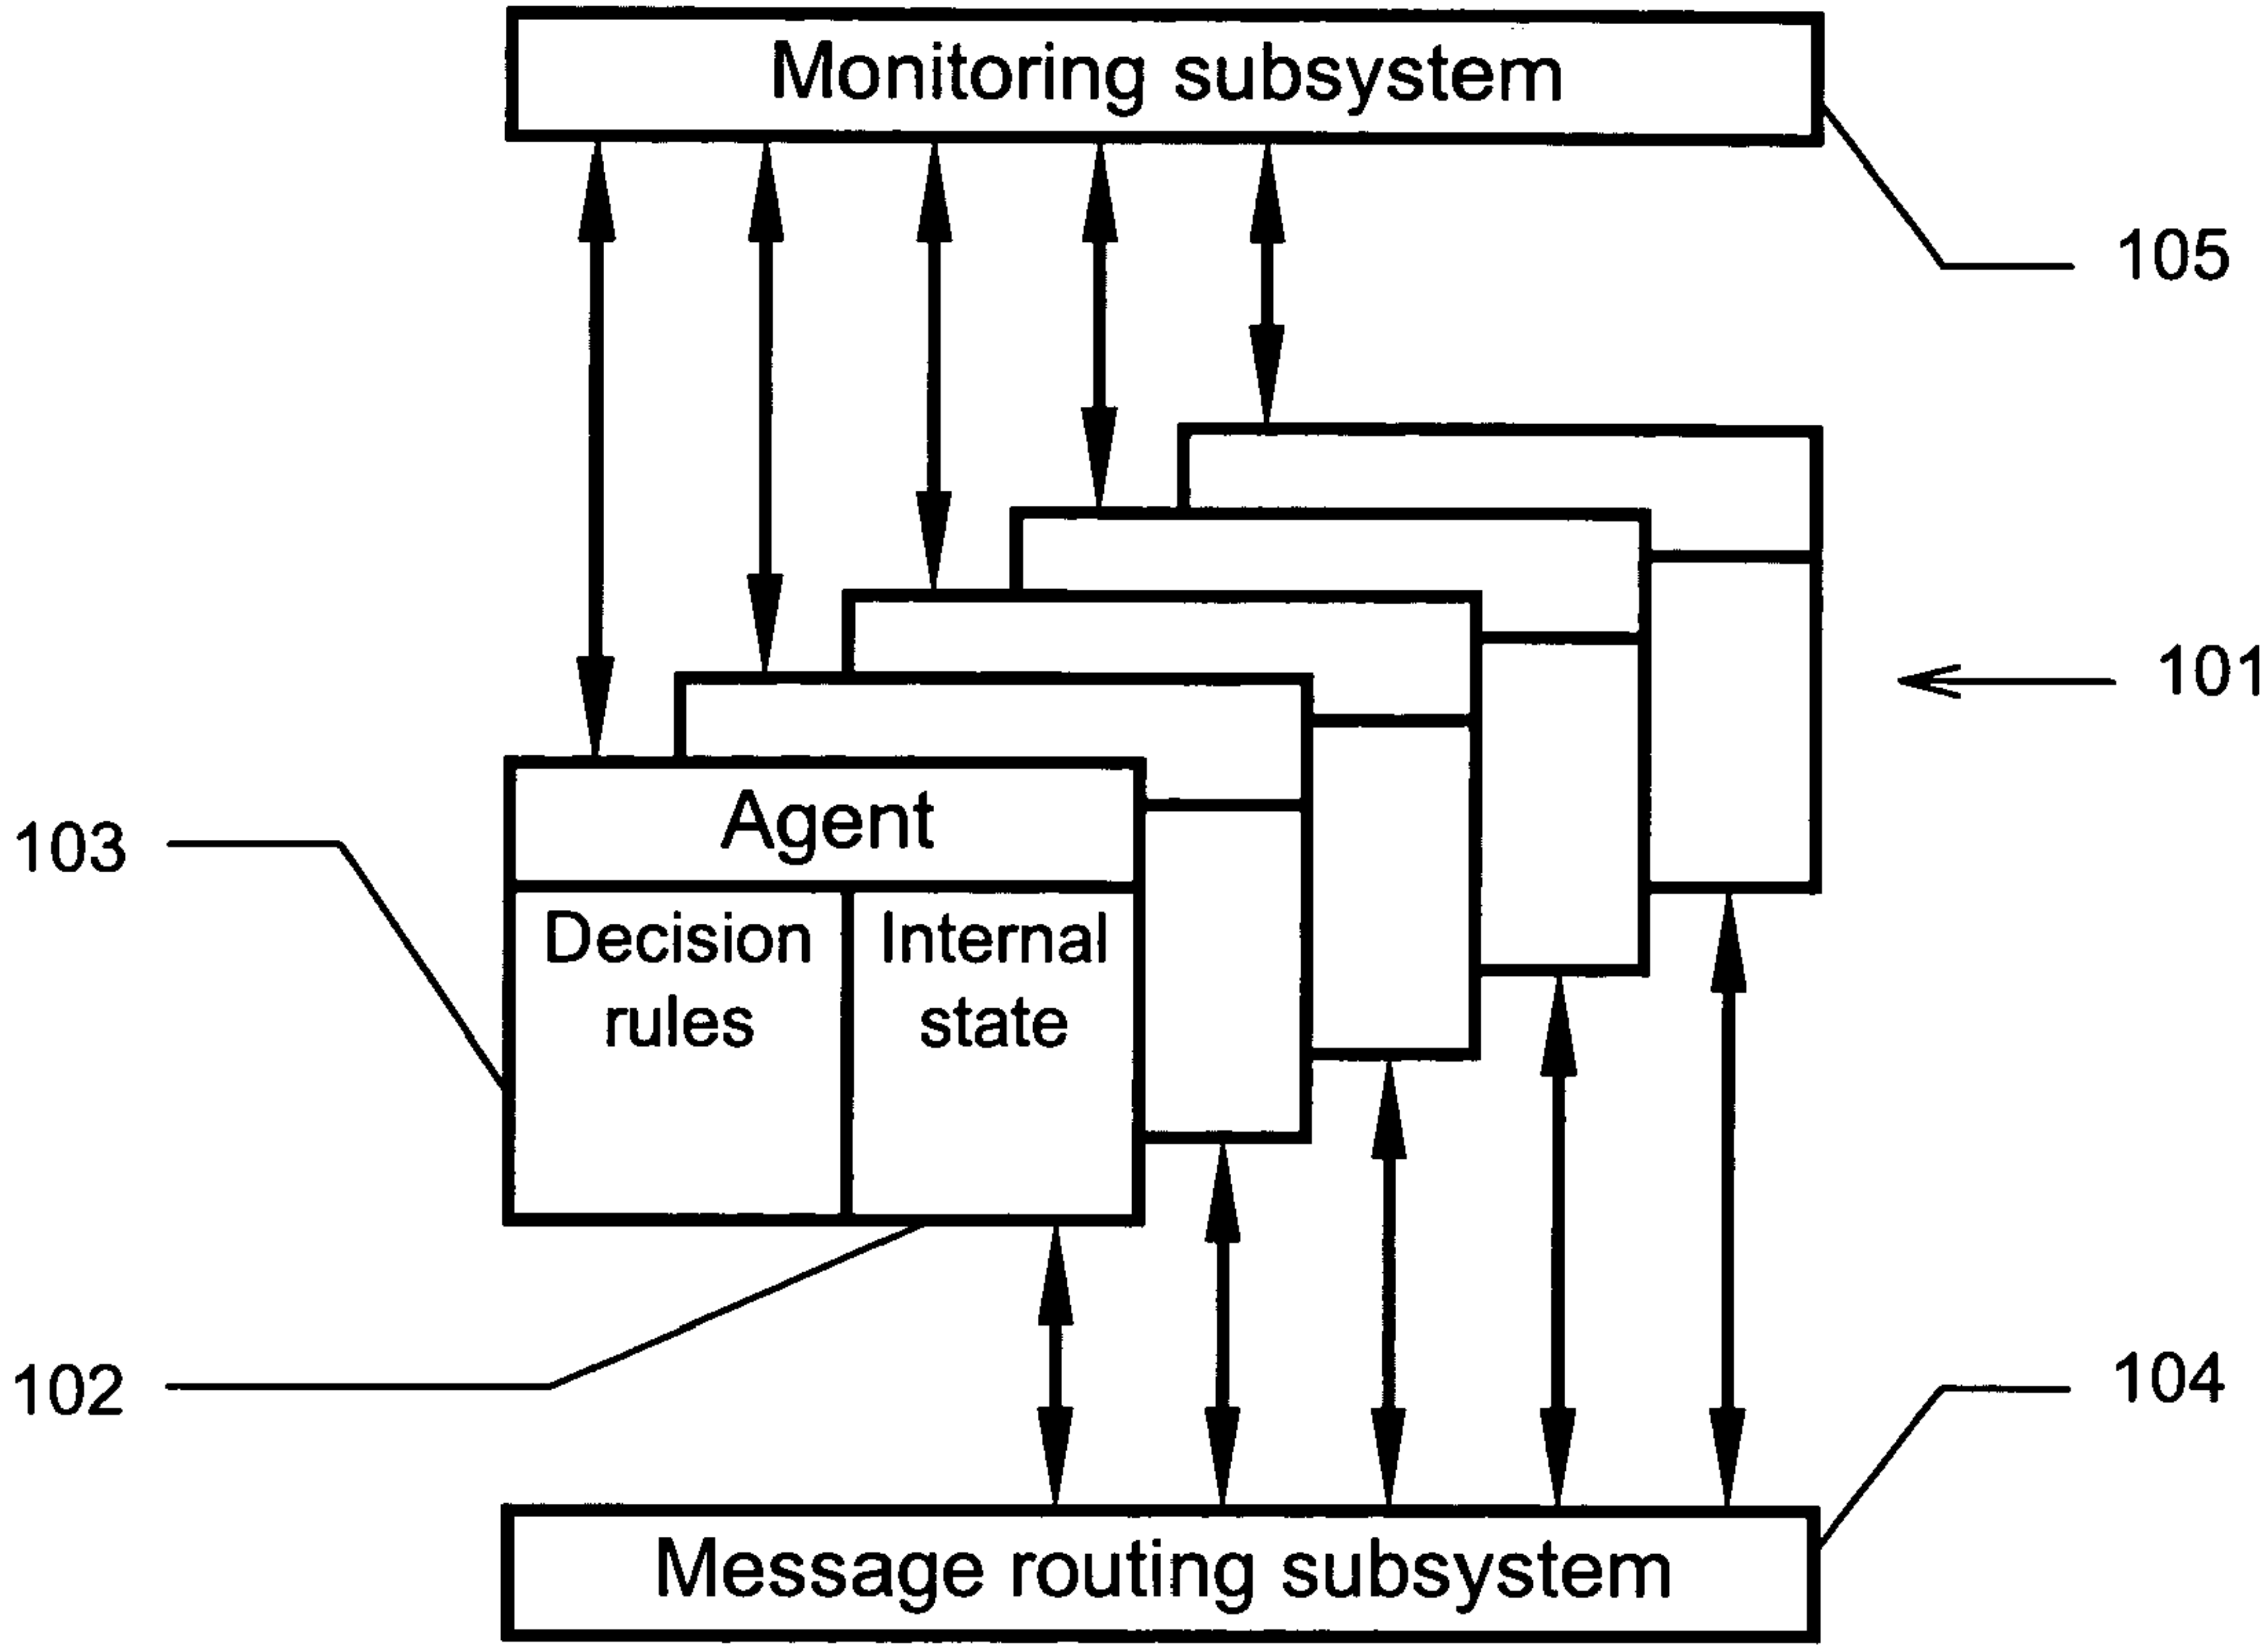 Monitoring subsystem
105
101
Agent
103
Decision
rules
Internal
state
102
104
Message routing subsystem